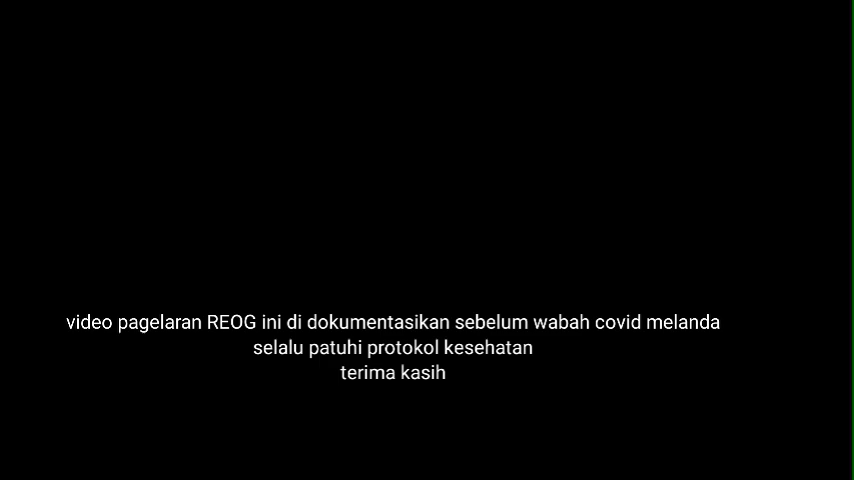 video pagelaran REOG ini di dokumentasikan sebelum wabah covid melanda
selalu patuhi protokol kesehatan
terima kasih